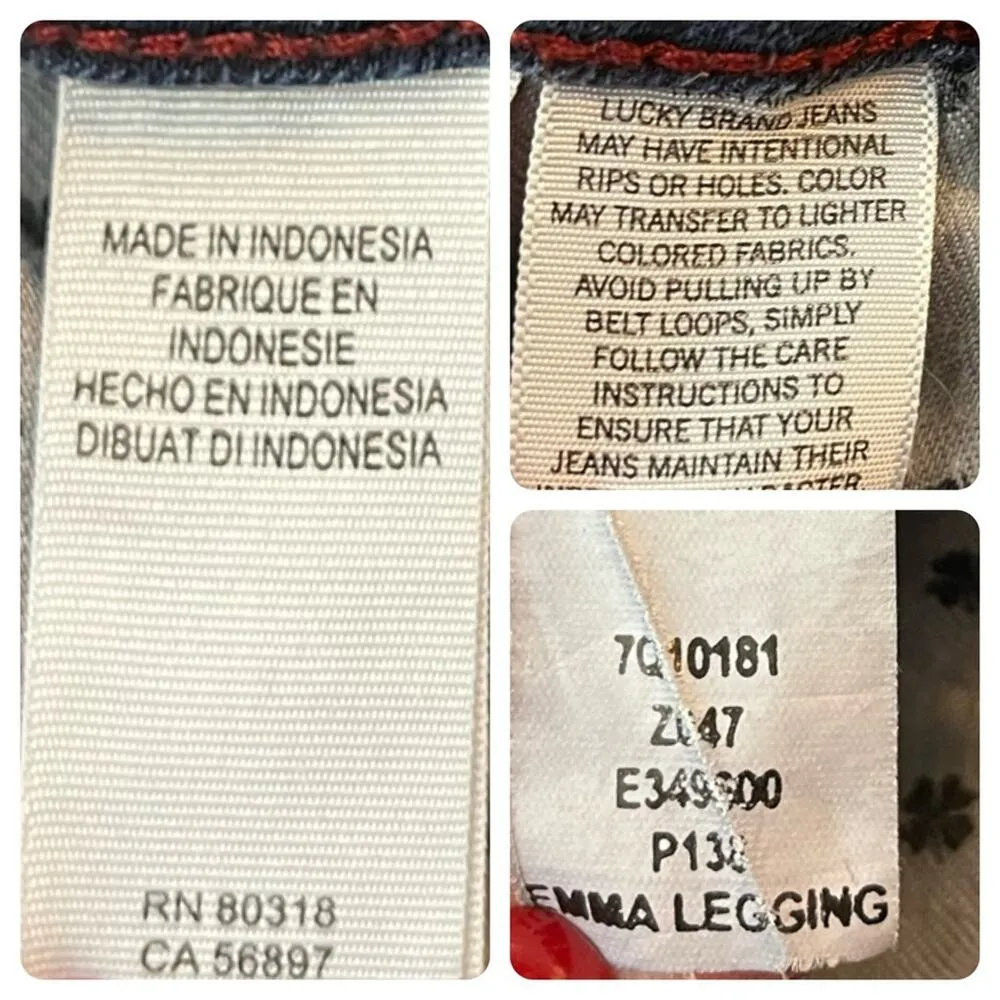 MADE IN INDONESIA
FABRIQUE EN
INDONESIE
HECHO EN INDONESIA
DIBUAT DI INDONESIA
RN 80318
CA 56897
LUCKY BRAND JEANS
MAY HAVE INTENTIONAL
RIPS OR HOLES. COLOR
MAY TRANSFER TO LIGHTER
COLORED FABRICS.
AVOID PULLING UP BY
BELT LOOPS, SIMPLY
FOLLOW THE CARE
INSTRUCTIONS TO
ENSURE THAT YOUR
JEANS MAINTAIN THEIR
7Q10181
EMMA LEGGING